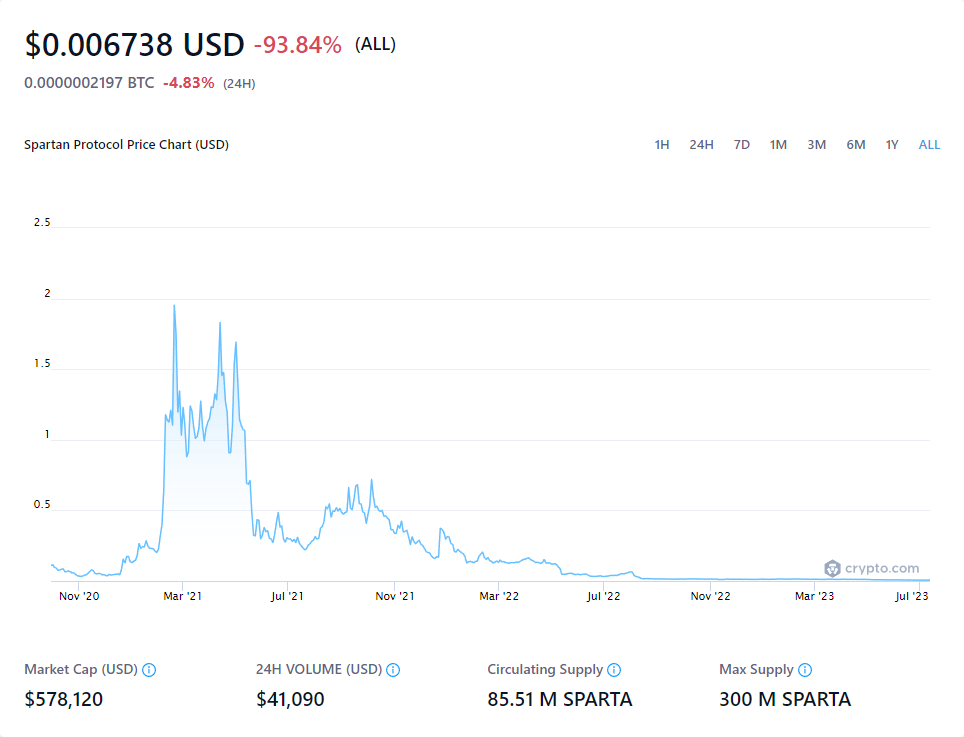 $0.006738 USD -93.84% (ALL)
0.0000002197 BTC -4.83% (24H)
Spartan Protocol Price Chart (USD)
1H 24H 7D 1M 3M 6M 1Y ALL
2.5
2
1.5
1
0.5
crypto.com
Nov '20 Mar '21 Jul '21 Nov '21 Mar '22 Jul '22 Nov '22 Mar '23 Jul '23
Market Cap (USD) 24H VOLUME (USD) Circulating Supply Max Supply
$578,120 $41,090 85.51 M SPARTA 300 M SPARTA